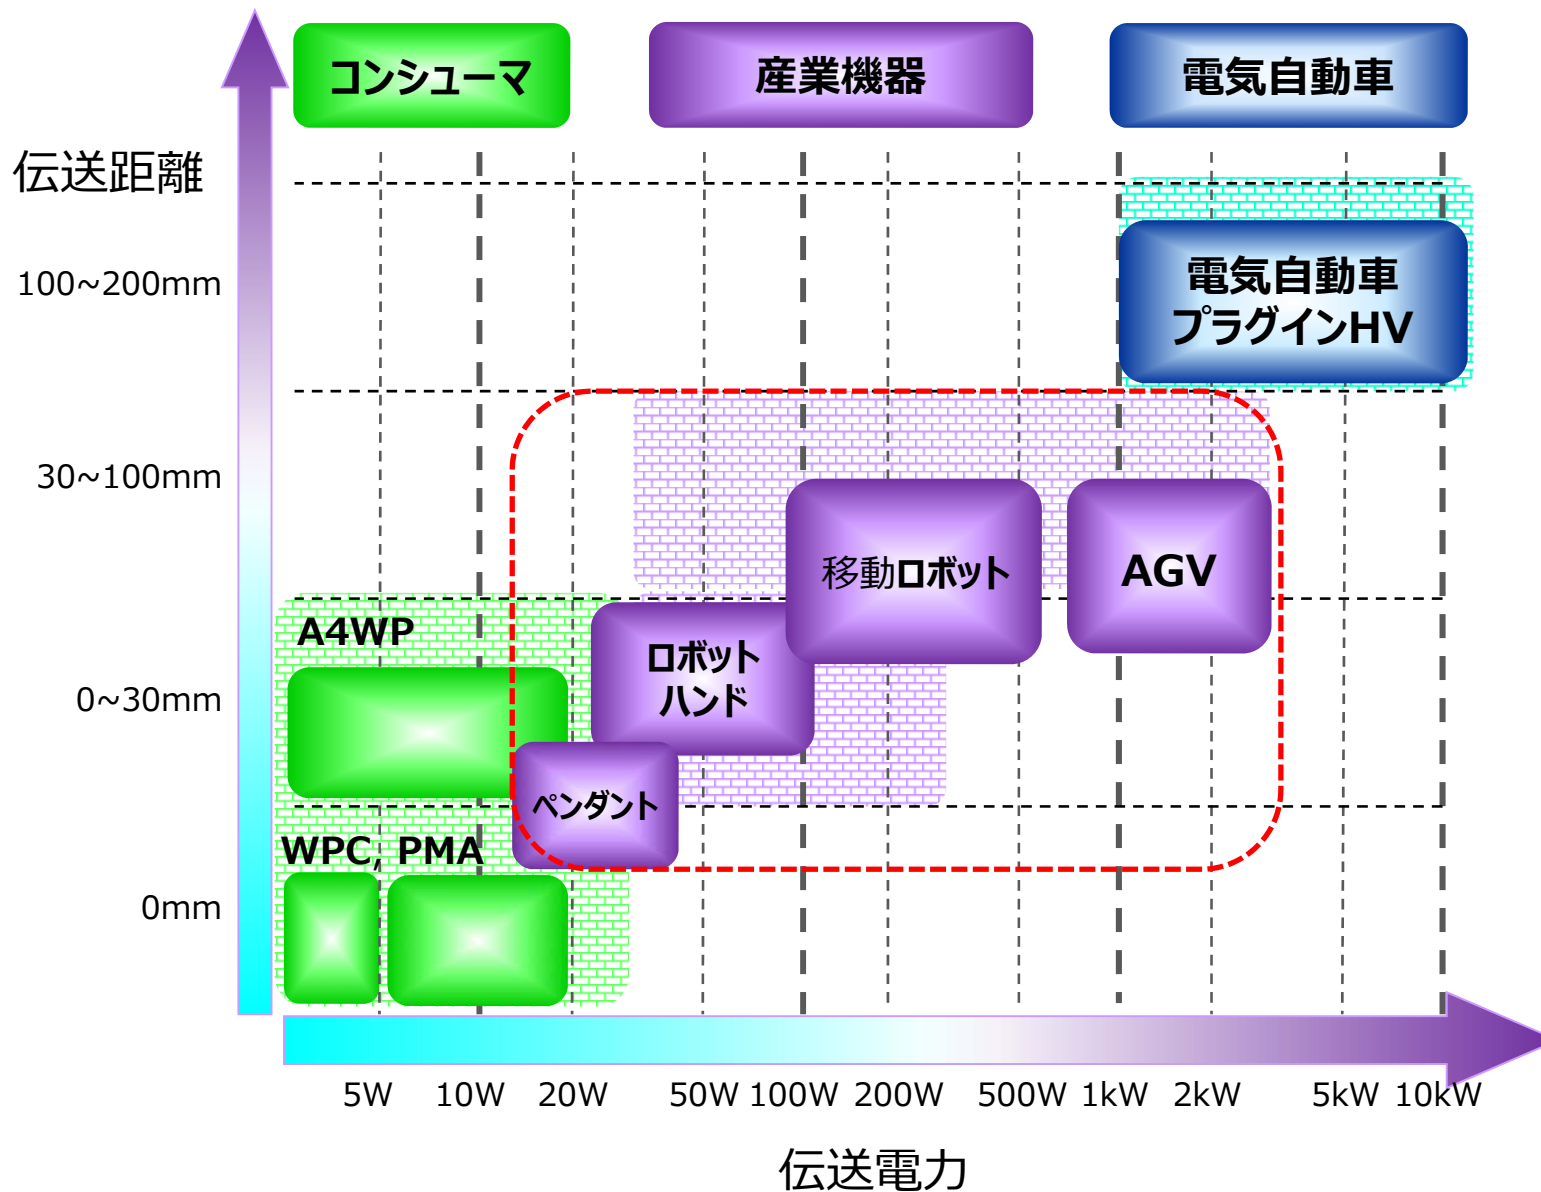 コンシューマ
産業機器
電気自動車
伝送距離
100~200mm
電気自動車
プラグインHV
30~100mm
移動ロボット
AGV
A4WP
ロボット
ハンド
0~30mm
ペンダント
WPC, PMA
0mm
5W 10W 20W 50W 100W 200W 500W 1kW 2kW 5kW 10kW
伝送電力